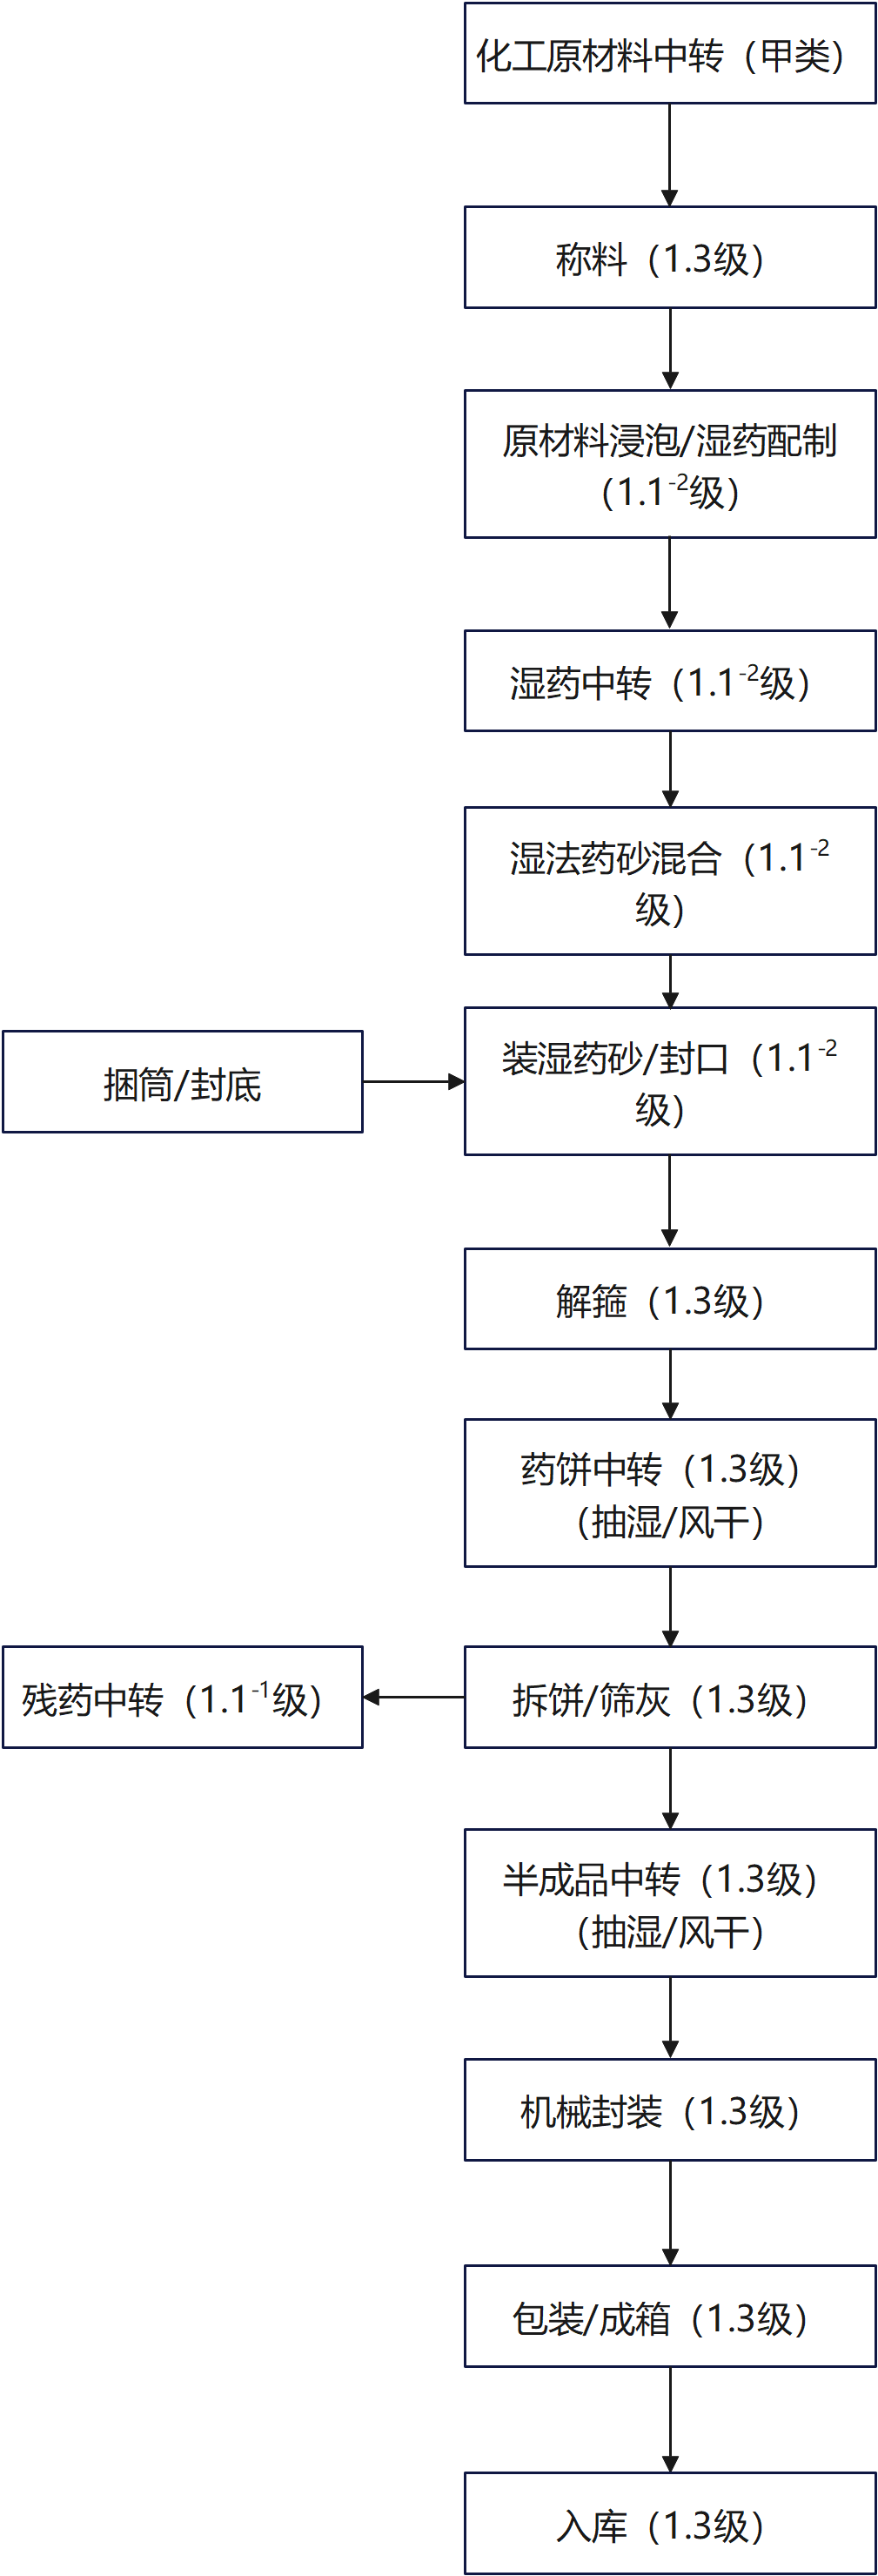 化工原材料中转（甲类）
称料（1.3级）
原材料浸泡/湿药配制
（1.1⁻²级）
湿药中转（1.1⁻²级）
湿法药砂混合（1.1⁻²
级）
捆筒/封底
装湿药砂/封口（1.1⁻²
级）
解箍（1.3级）
药饼中转（1.3级）
（抽湿/风干）
残药中转（1.1⁻¹级）
拆饼/筛灰（1.3级）
半成品中转（1.3级）
（抽湿/风干）
机械封装（1.3级）
包装/成箱（1.3级）
入库（1.3级）